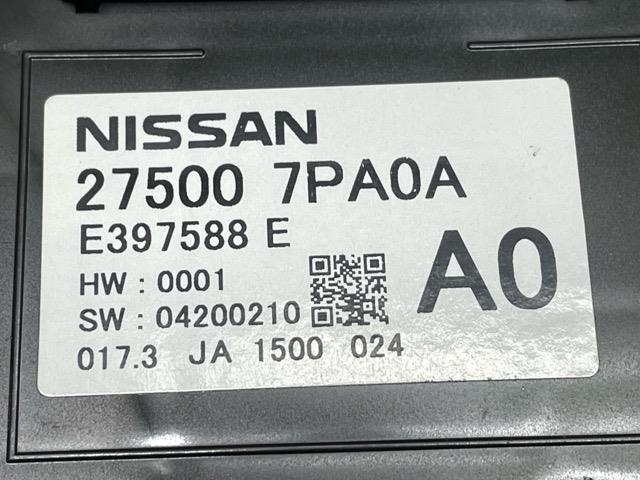 NISSAN
27500 7PA0A
E397588 E
A0
HW : 0001
SW : 04200210
017.3 JA 1500 024